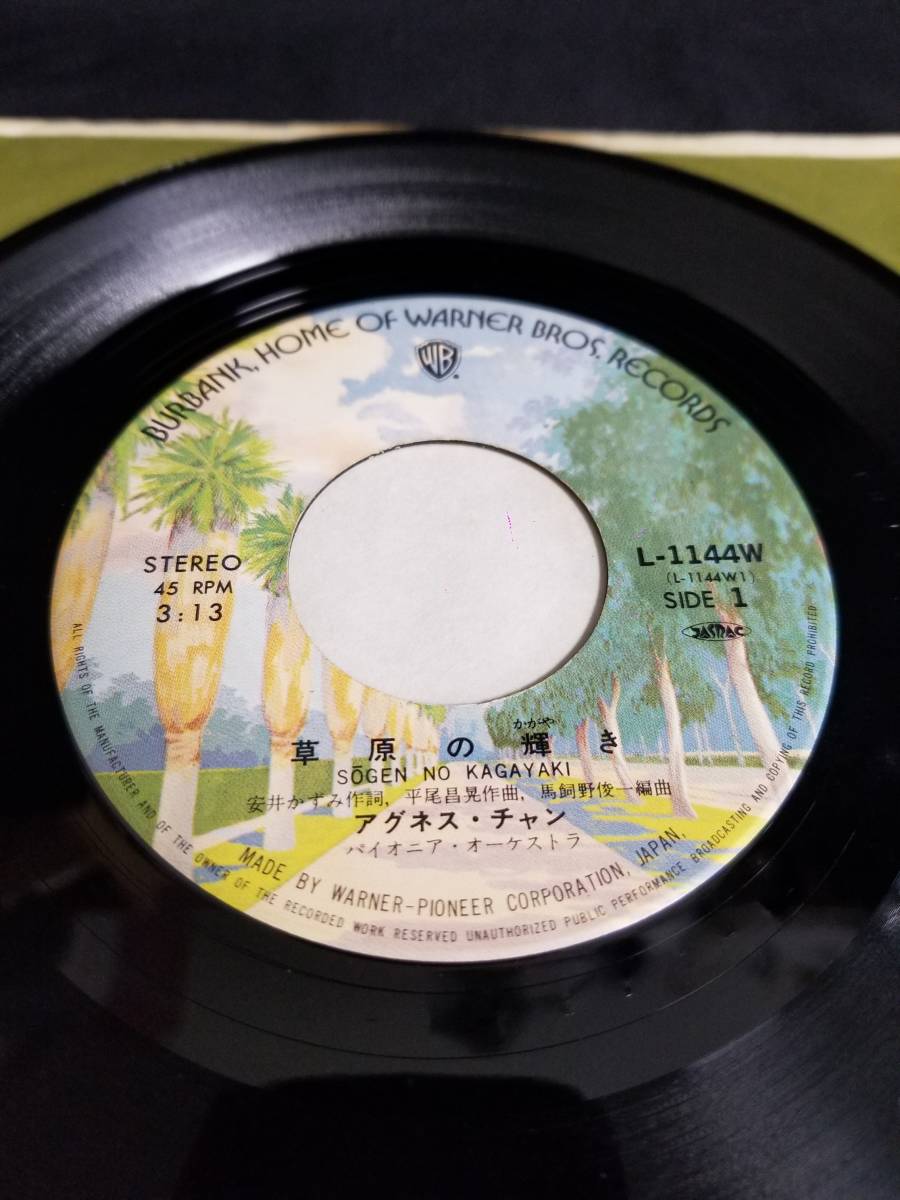 BURBANK, HOME OF WARNER BROS. RECORDS
WB
STEREO
45 RPM
3:13
L-1144W
(L-1144W1)
SIDE 1
JASRAC
かがや
草原の輝き
SŌGEN NO KAGAYAKI
安井かずみ作詞, 平尾昌晃作曲, 馬飼野俊一編曲
アグネス・チャン
パイオニア・オーケストラ
MADE BY WARNER-PIONEER CORPORATION, JAPAN,
ALL RIGHTS OF THE MANUFACTURER AND OF THE OWNER OF THE RECORDED WORK RESERVED UNAUTHORIZED PUBLIC PERFORMANCE BROADCASTING AND COPYING OF THIS RECORD PROHIBITED